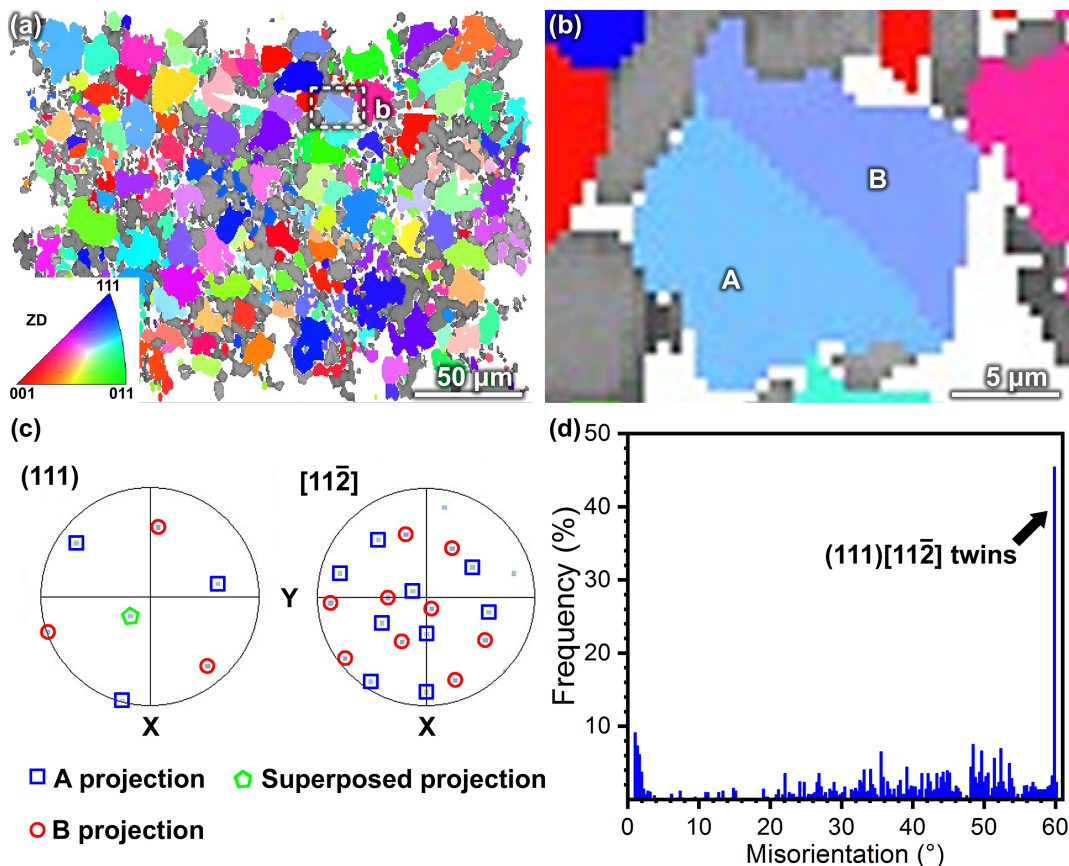 (a)
b
111
ZD
001
011
50 µm
(b)
B
A
5 µm
(c)
(111)
[112̄]
Y
X
X
A projection
Superposed projection
B projection
(d)
50
40
30
20
10
Frequency (%)
(111)[112̄] twins
0
10
20
30
40
50
60
Misorientation (°)